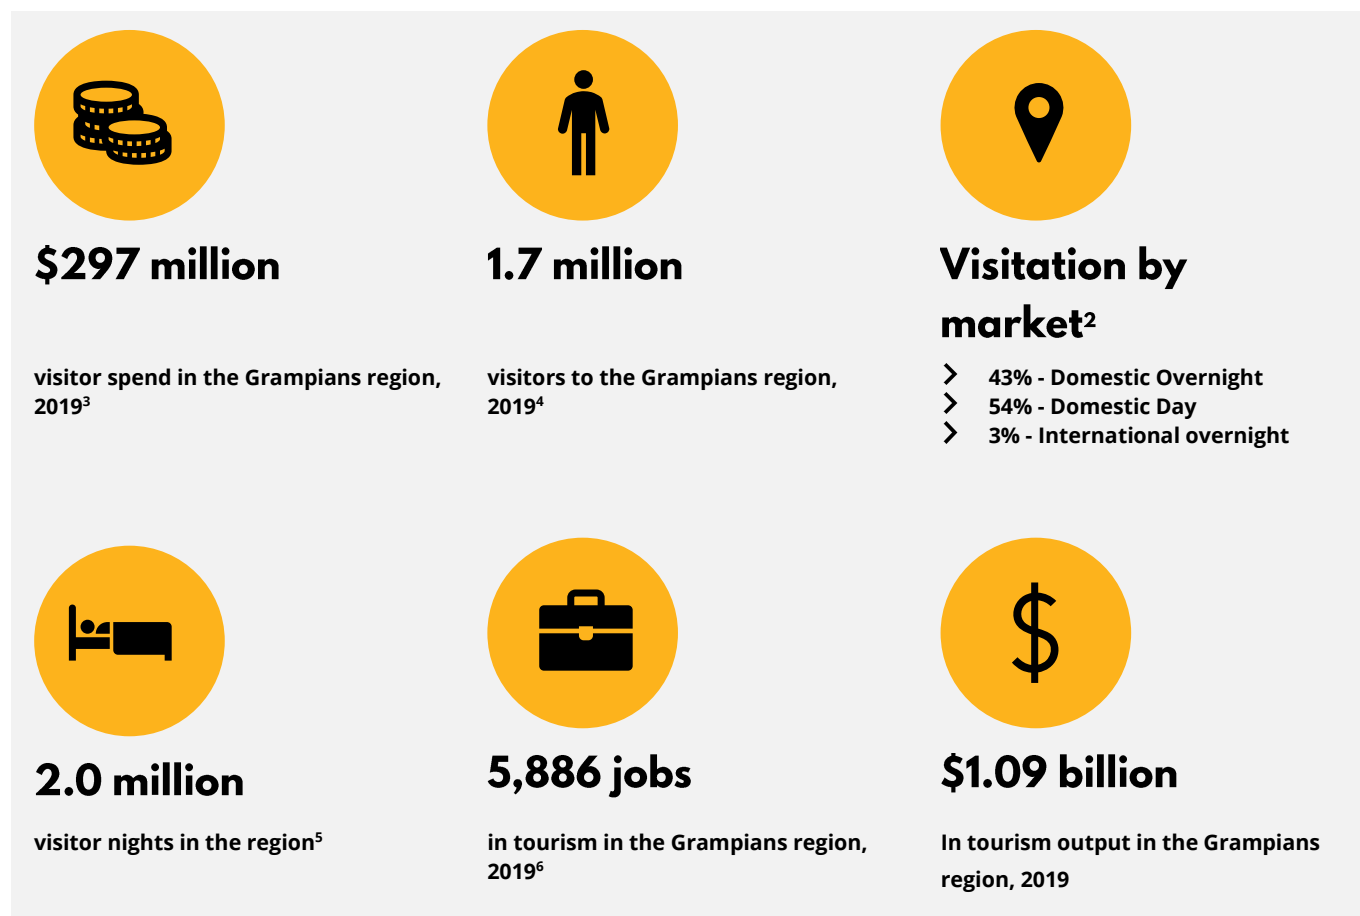 $297 million
visitor spend in the Grampians region,
2019³
1.7 million
visitors to the Grampians region,
2019⁴
Visitation by
market²
43% - Domestic Overnight
54% - Domestic Day
3% - International overnight
2.0 million
visitor nights in the region⁵
5,886 jobs
in tourism in the Grampians region,
2019⁶
$1.09 billion
In tourism output in the Grampians
region, 2019